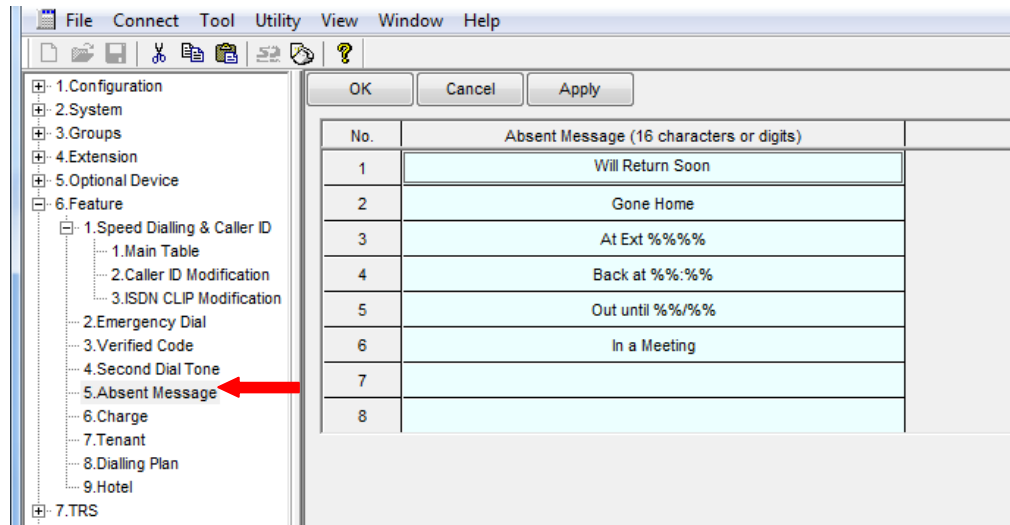 File Connect Tool Utility View Window Help
1.Configuration
2.System
3.Groups
4.Extension
5.Optional Device
6.Feature
1.Speed Dialling & Caller ID
1.Main Table
2.Caller ID Modification
3.ISDN CLIP Modification
2.Emergency Dial
3.Verified Code
4.Second Dial Tone
5.Absent Message
6.Charge
7.Tenant
8.Dialling Plan
9.Hotel
7.TRS
OK Cancel Apply
No. Absent Message (16 characters or digits)
1 Will Return Soon
2 Gone Home
3 At Ext %%%%
4 Back at %%:%%
5 Out until %%/%%
6 In a Meeting
7
8